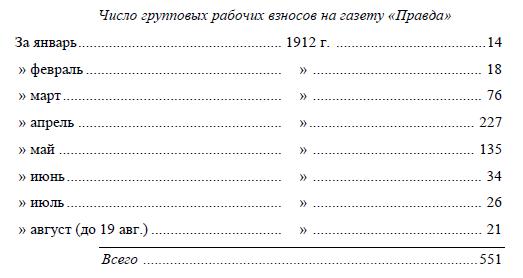 Число групповых рабочих взносов на газету «Правда»
За январь ........................................................ 1912 г. ........................................14
» февраль ........................................................ » ........................................ 18
» март ........................................................ » ........................................ 76
» апрель ........................................................ » ........................................ 227
» май ........................................................ » ........................................ 135
» июнь ........................................................ » ........................................ 34
» июль ........................................................ » ........................................ 26
» август (до 19 авг.) ................................ » ........................................ 21
Всего ........................................................................ 551